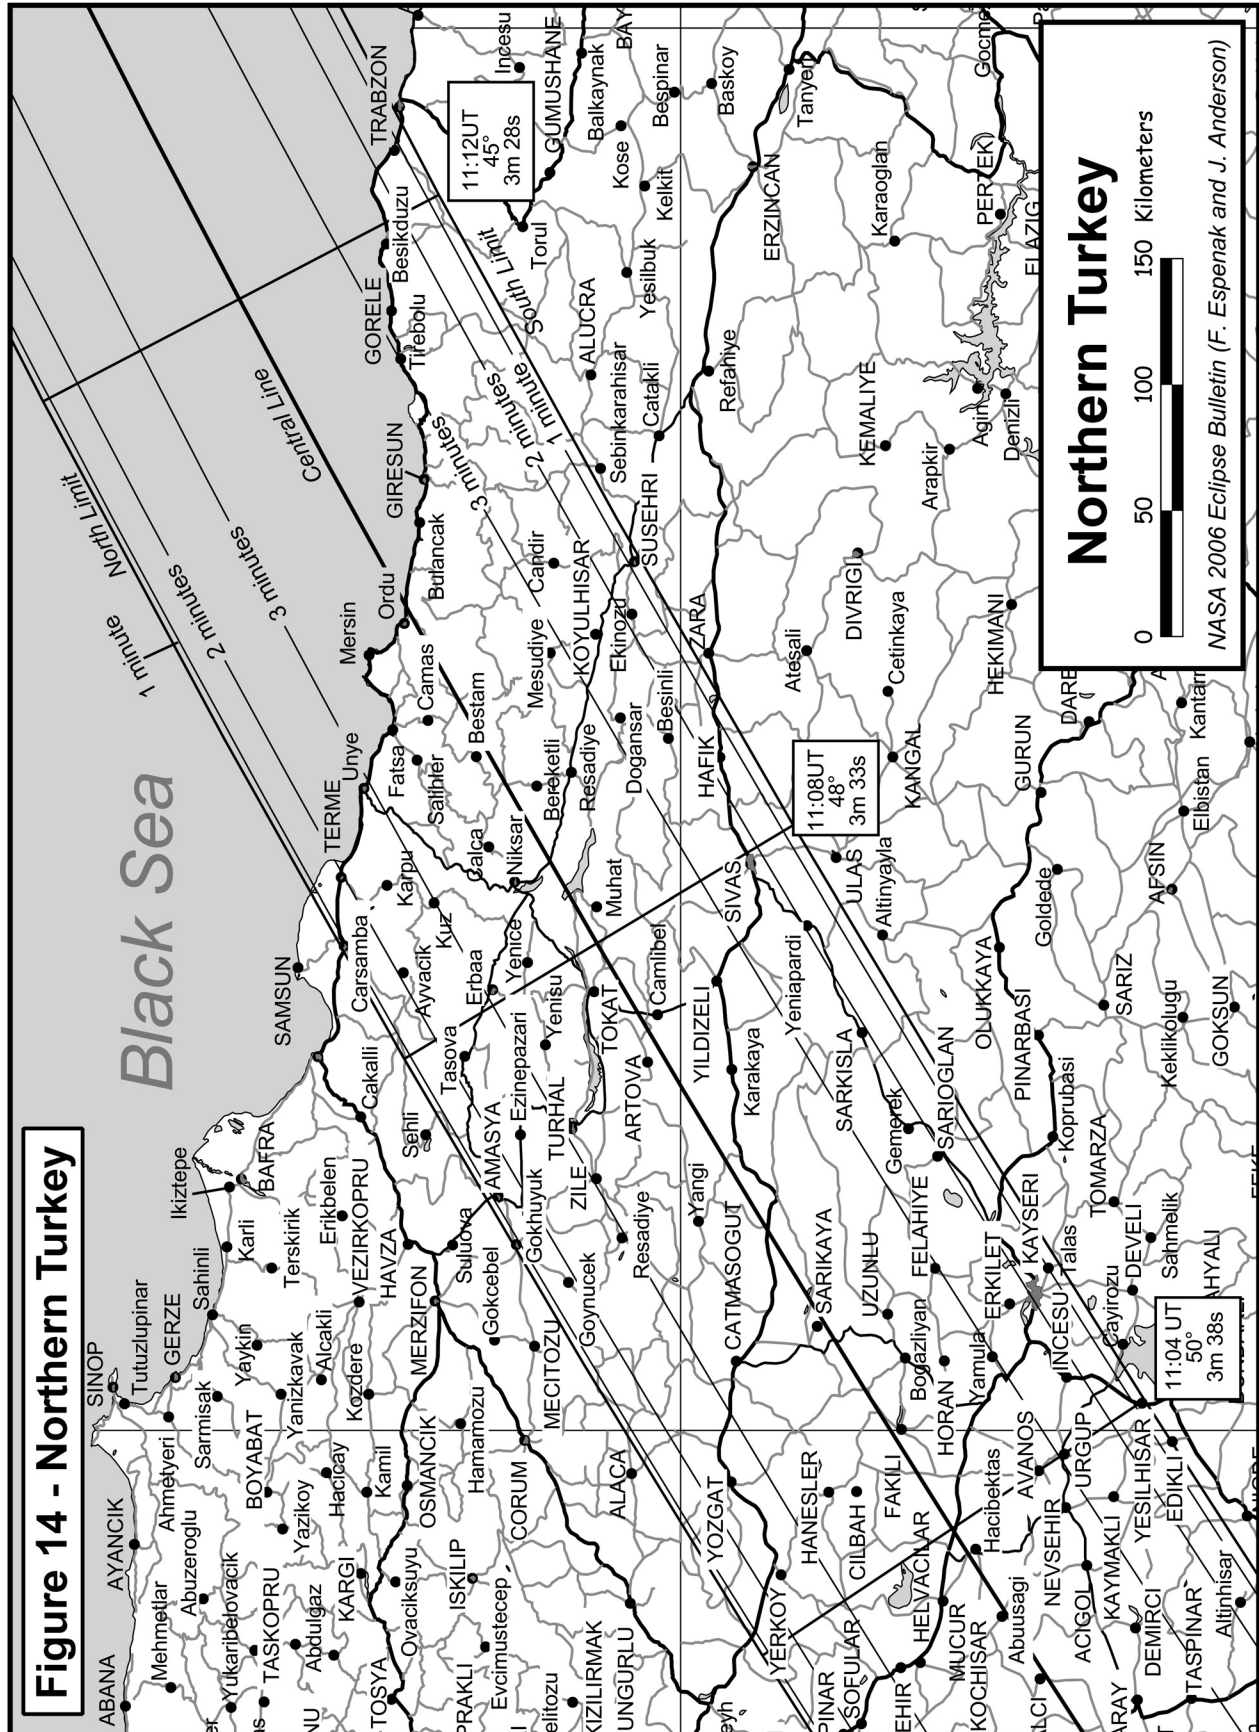 Figure 14 - Northern Turkey
Black Sea
North Limit
1 minute
2 minutes
3 minutes
Central Line
3 minutes
2 minutes
1 minute
South Limit
11:12UT
45°
3m 28s
11:08UT
48°
3m 33s
11:04 UT
50°
3m 38s
Northern Turkey
0
50
100
150
Kilometers
NASA 2006 Eclipse Bulletin (F. Espenak and J. Anderson)
ABANA
AYANCIK
SINOP
Tutuzlupinar
GERZE
Sahinli
Ikiztepe
BAFRA
Karli
Terskirik
Erikbelen
VEZIRKOPRU
HAVZA
MERZIFON
Suluova
Gokcebel
Gokhuyuk
Goynucek
MECITOZU
Mehmetlar
Abuzeroglu
Ahmetyeri
Sarmisak
Yaykin
Yanizkavak
Alcakli
Kozdere
Yukaribelovacik
TASKOPRU
Abdulgaz
KARGI
BOYABAT
Yazikoy
Hacicay
Kamil
OSMANCIK
Hamamozu
CORUM
TOSYA
Ovaciksuyu
ISKILIP
Evcimustecep
ALACA
YOZGAT
YERKOY
SAMSUN
Cakalli
Sehli
AMASYA
Carsamba
Ayvacik
Kuz
Karpu
TERME
Unye
Fatsa
Salihler
Calca
Niksar
Erbaa
Tasova
Ezinepazari
Yenice
Yenisu
TURHAL
ZILE
Resadiye
TOKAT
ARTOVA
Camlibel
Muhat
YILDIZELI
Karakaya
Yangi
CATMASOGUT
SARIKAYA
UZUNLU
Bogazliyan
HORAN
Yamula
FELAHIYE
ERKILET
KAYSERI
Talas
INCESU
Cayirozu
DEVELI
Sahmelik
TOMARZA
AHYALI
Mersin
Ordu
Camas
Bestam
Bereketli
Resadiye
Mesudiye
KOYULHISAR
Ekinozu
Dogansar
Besinli
HAFIK
ZARA
SIVAS
Yeniapardi
ULAS
Altinyayla
SARKISLA
Gemerek
SARIOGLAN
OLUKKAYA
PINARBASI
Koprubasi
GIRESUN
Bulancak
Candir
SUSEHRI
Sebinkarahisar
Catakli
ALUCRA
Tirebolu
GORELE
Besikduzu
TRABZON
Torul
GUMUSHANE
Incesu
Balkaynak
BAY
Kose
Kelkit
Yesilbuk
Bespinar
Baskoy
Tanyeri
ERZINCAN
Refahiye
Karaoglan
PERTEK
KEMALIYE
Arapkir
Agin
Denizli
DIVRIGI
Cetinkaya
Atesali
HEKIMANI
KANGAL
GURUN
Goldede
AFSIN
Elbistan
SARIZ
Keklikolugu
GOKSUN
HANESLER
CILBAH
FAKILI
HELVACILAR
MUCUR
Hacibektas
AVANOS
URGUP
NEVSEHIR
ACIGOL
KAYMAKLI
YESILHISAR
EDIKLI
DEMIRCI
TASPINAR
Altinhisar
Abuusagi
KOCHISAR
SOFULAR